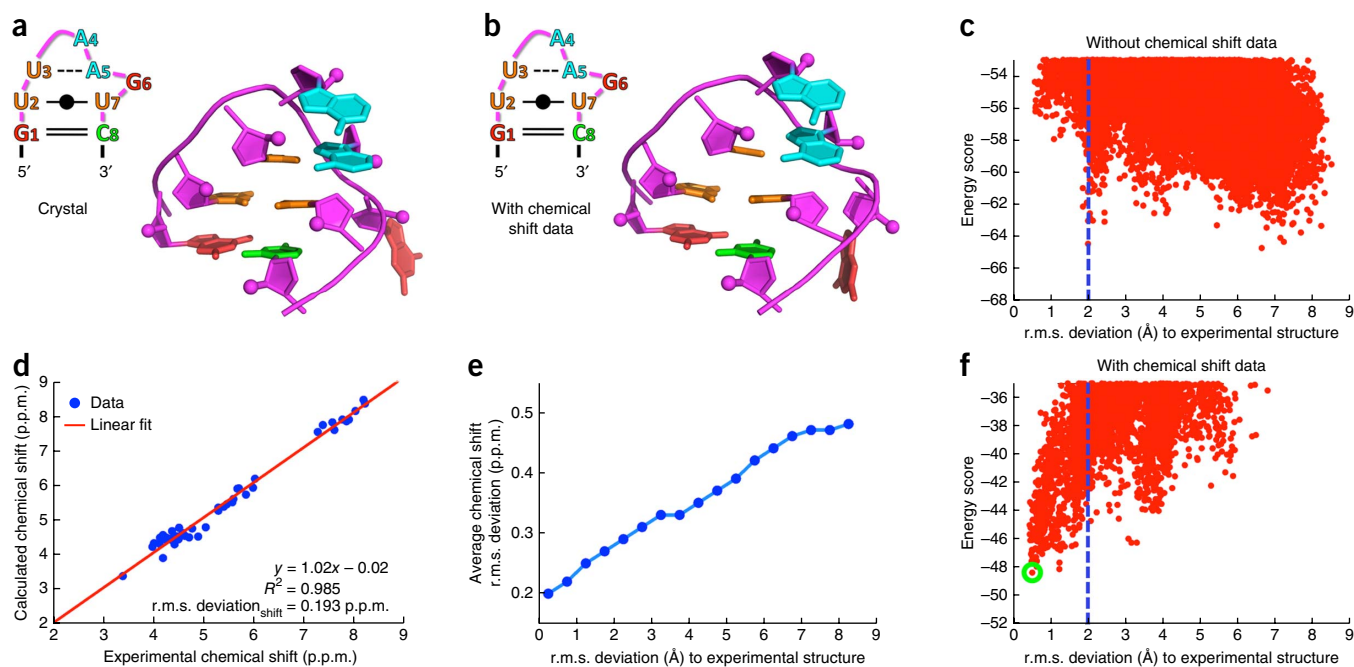 a
A4
U3
A5
G6
U2
U7
G1
C8
5′
3′
Crystal
b
A4
U3
A5
G6
U2
U7
G1
C8
5′
3′
With chemical
shift data
c
Without chemical shift data
Energy score
−54
−56
−58
−60
−62
−64
−66
−68
0 1 2 3 4 5 6 7 8 9
r.m.s. deviation (Å) to experimental structure
d
Calculated chemical shift (p.p.m.)
9
8
7
6
5
4
3
2
Data
Linear fit
y = 1.02x − 0.02
R2 = 0.985
r.m.s. deviationshift = 0.193 p.p.m.
2 3 4 5 6 7 8 9
Experimental chemical shift (p.p.m.)
e
Average chemical shift
r.m.s. deviation (p.p.m.)
0.5
0.4
0.3
0.2
0 1 2 3 4 5 6 7 8 9
r.m.s. deviation (Å) to experimental structure
f
With chemical shift data
Energy score
−36
−38
−40
−42
−44
−46
−48
−50
−52
0 1 2 3 4 5 6 7 8 9
r.m.s. deviation (Å) to experimental structure